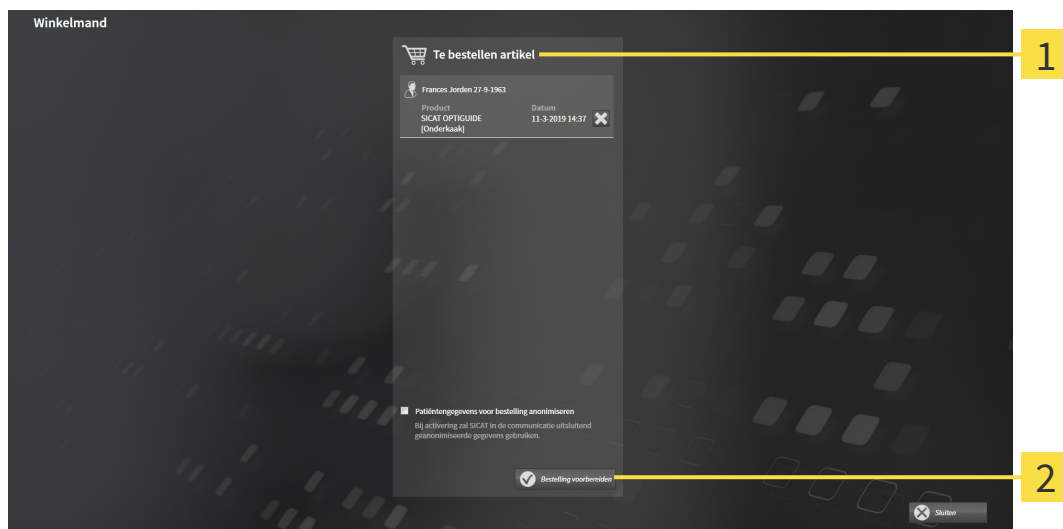 Winkelmand
Te bestellen artikel
1
Frances Jorden 27-9-1963
Product Datum
SICAT OPTIGUIDE 11-3-2019 14:37
[Onderkaak]
Patiëntengegevens voor bestelling anonimiseren
Bij activering zal SICAT in de communicatie uitsluitend
geanonimiseerde gegevens gebruiken.
Bestelling voorbereiden
2
Sluiten